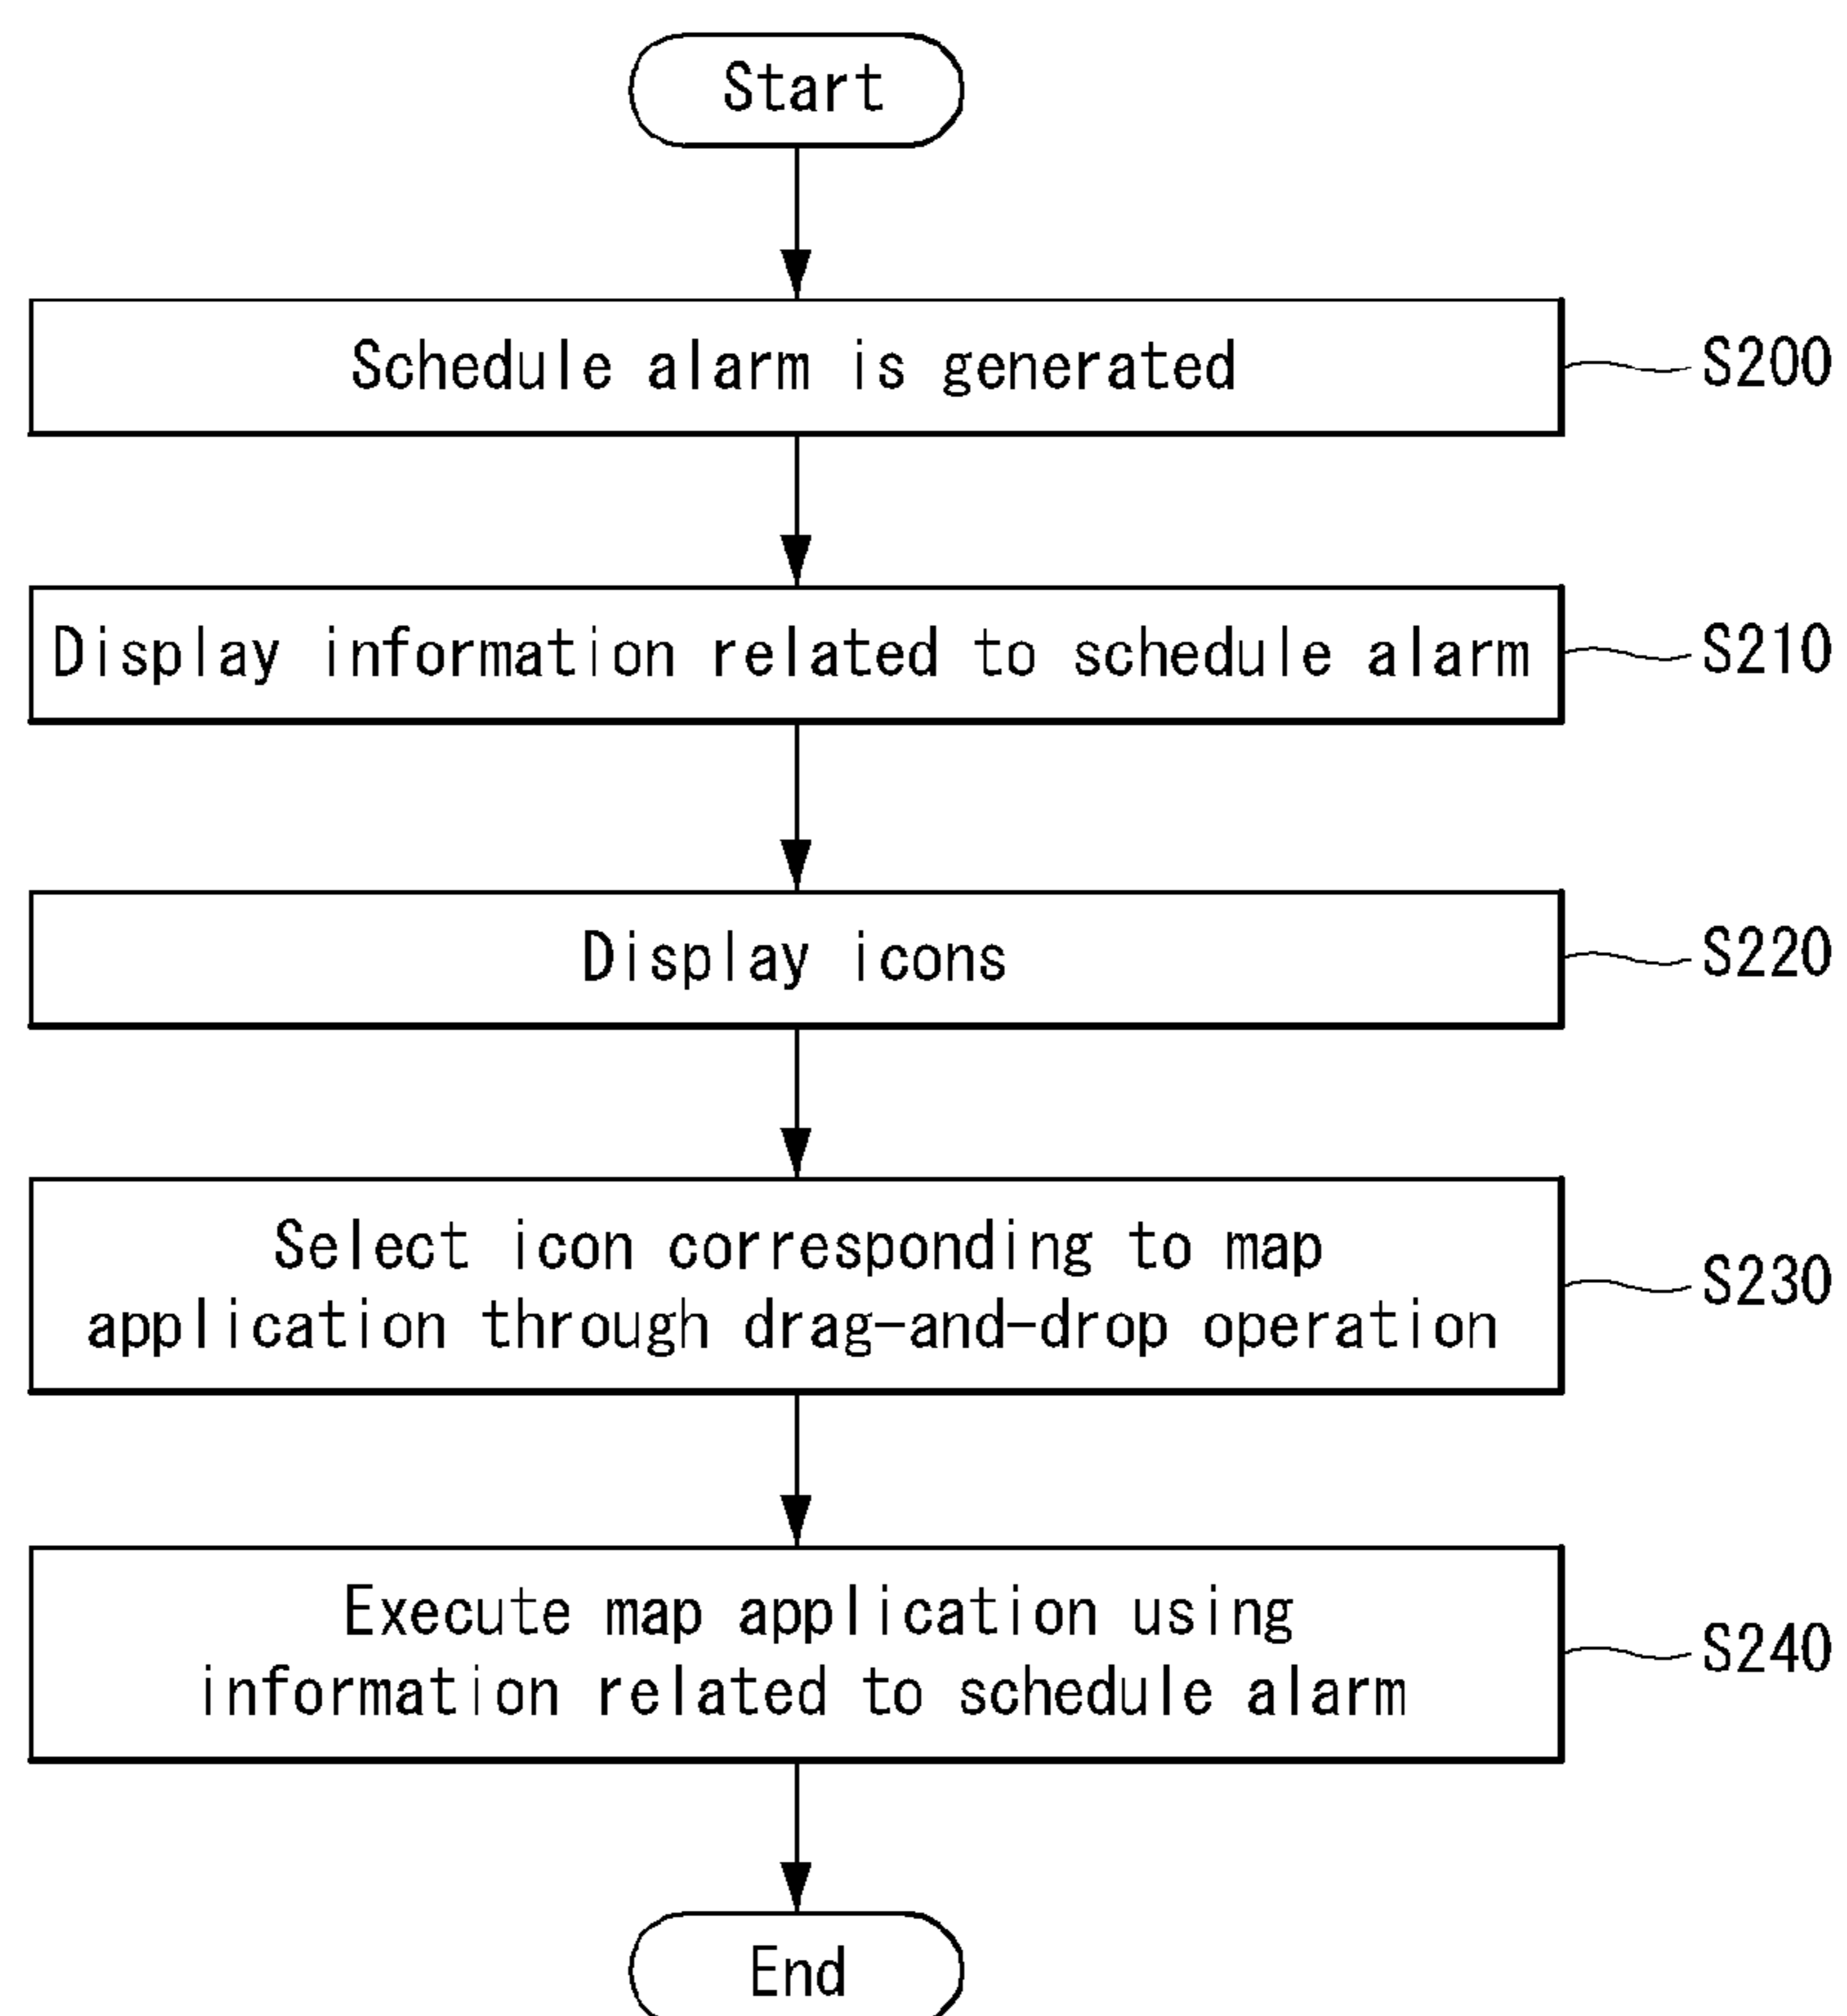 Start
Schedule alarm is generated
S200
Display information related to schedule alarm
S210
Display icons
S220
Select icon corresponding to map
application through drag-and-drop operation
S230
Execute map application using
information related to schedule alarm
S240
End